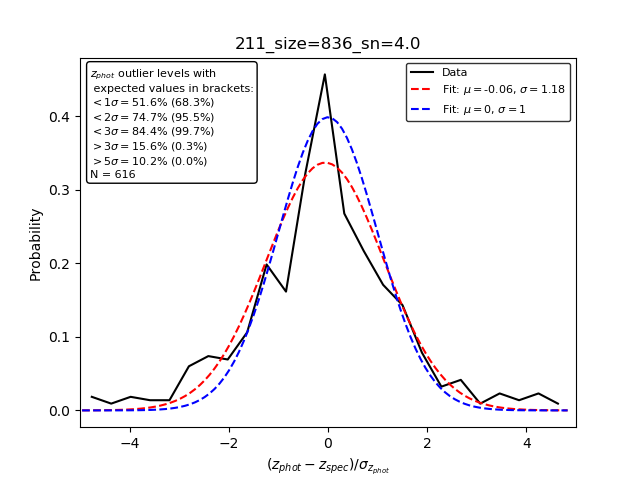 211_size=836_sn=4.0
z_phot outlier levels with
expected values in brackets:
<1σ=51.6% (68.3%)
<2σ=74.7% (95.5%)
<3σ=84.4% (99.7%)
>3σ=15.6% (0.3%)
>5σ=10.2% (0.0%)
N = 616
Data
Fit: μ=-0.06, σ=1.18
Fit: μ=0, σ=1
Probability
0.4
0.3
0.2
0.1
0.0
−4 −2 0 2 4
(z_phot − z_spec)/σ_z_phot